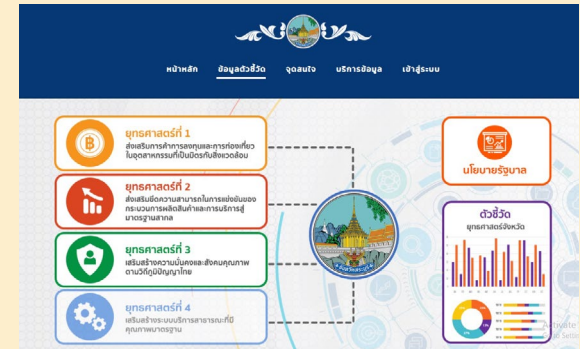 หน้าหลัก ข้อมูลตัวชี้วัด จุดสนใจ บริการข้อมูล เข้าสู่ระบบ
ยุทธศาสตร์ที่ 1
ส่งเสริมการค้าการลงทุนและการท่องเที่ยว
ในอุตสาหกรรมที่เป็นมิตรกับสิ่งแวดล้อม
ยุทธศาสตร์ที่ 2
ส่งเสริมขีดความสามารถในการแข่งขันของ
กระบวนการผลิตสินค้าและการบริการสู่
มาตรฐานสากล
ยุทธศาสตร์ที่ 3
เสริมสร้างความมั่นคงและสังคมคุณภาพ
ตามวิถีภูมิปัญญาไทย
ยุทธศาสตร์ที่ 4
เสริมสร้างระบบบริการสาธารณะที่มี
คุณภาพมาตรฐาน
นโยบายรัฐบาล
ตัวชี้วัด
ยุทธศาสตร์จังหวัด